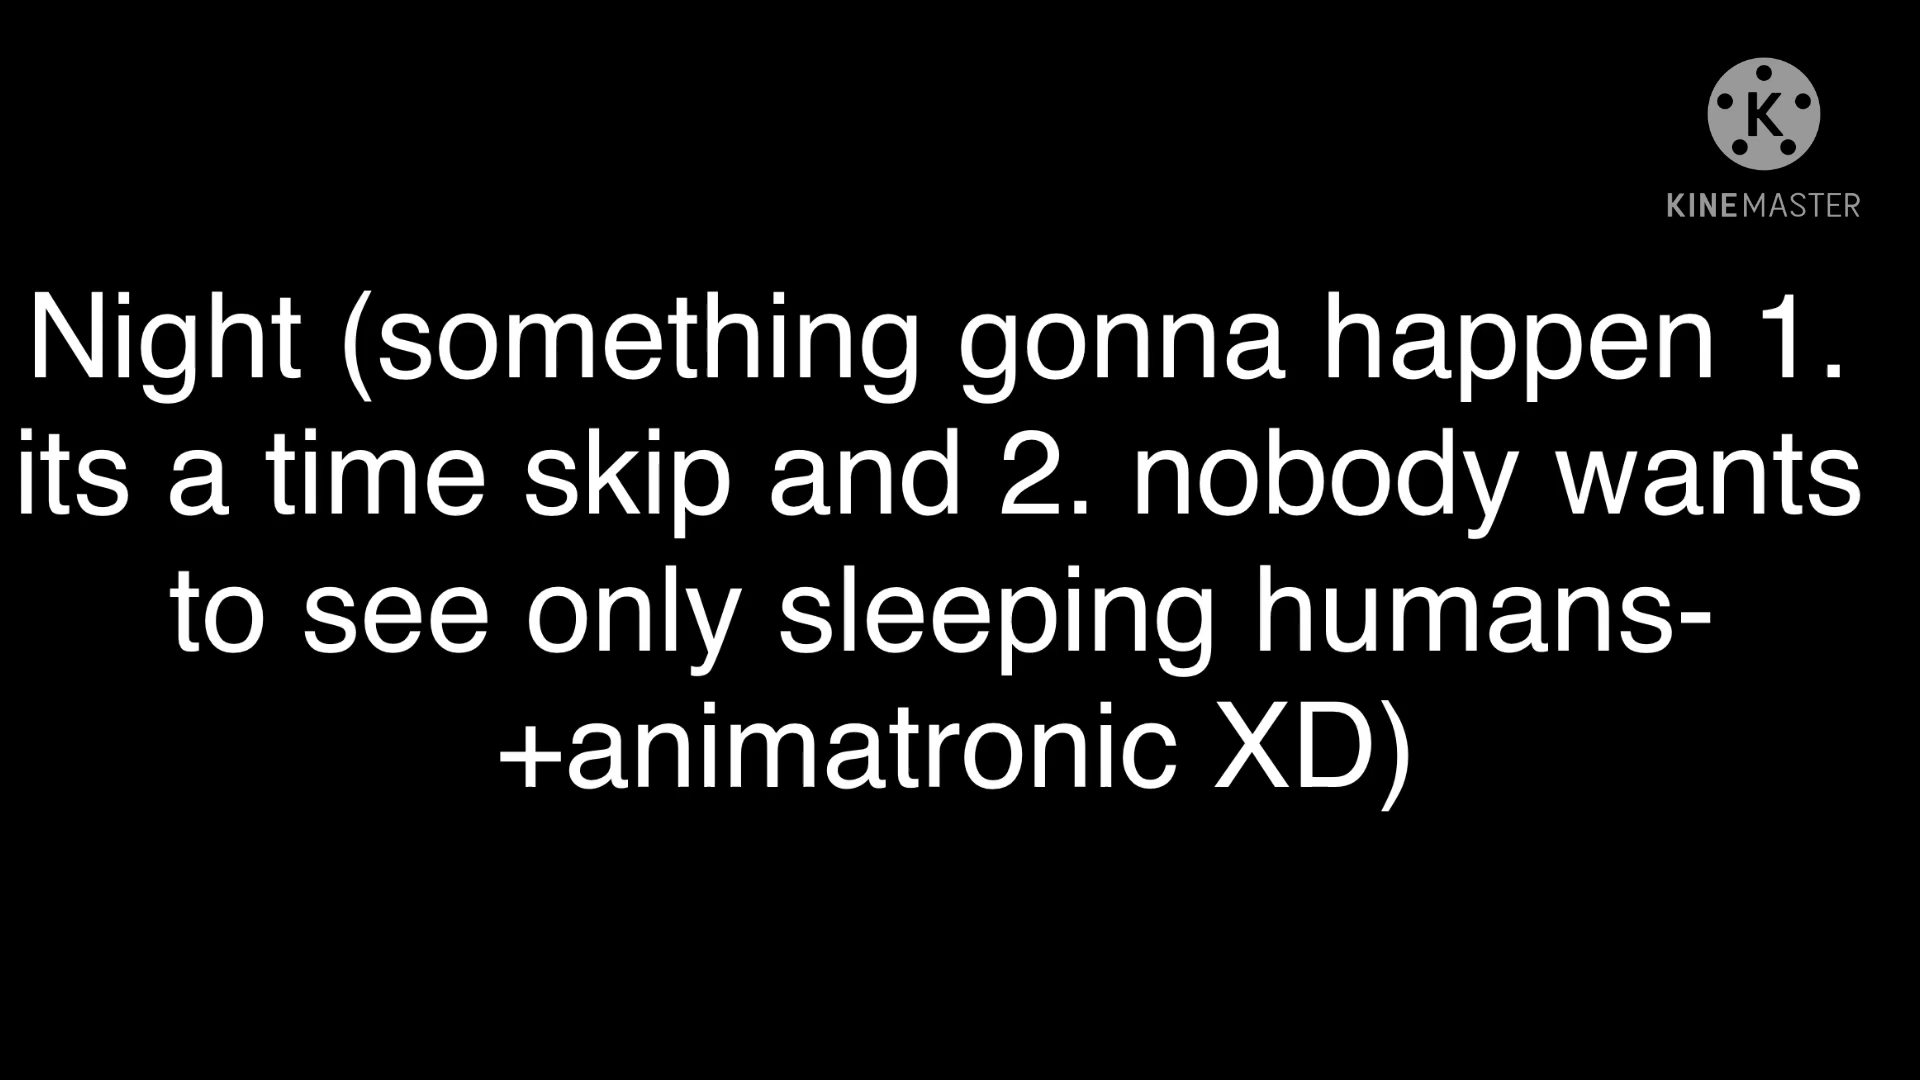 K
KINEMASTER
Night (something gonna happen 1.
its a time skip and 2. nobody wants
to see only sleeping humans-
+animatronic XD)